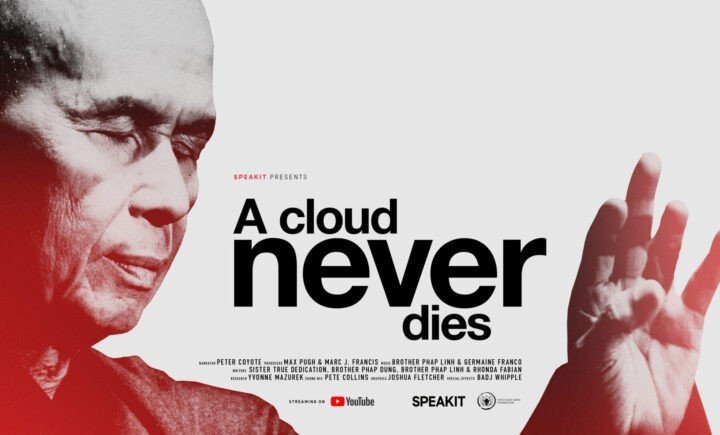 SPEAKIT PRESENTS
A cloud
never
dies
NARRATOR PETER COYOTE PRODUCERS MAX PUGH & MARC J. FRANCIS MUSIC BROTHER PHAP LINH & GERMAINE FRANCO
WRITERS SISTER TRUE DEDICATION, BROTHER PHAP DUNG, BROTHER PHAP LINH & RHONDA FABIAN
RESEARCH YVONNE MAZUREK SOUND MIX PETE COLLINS GRAPHICS JOSHUA FLETCHER SPECIAL EFFECTS BADJ WHIPPLE
STREAMING ON YouTube SPEAKIT